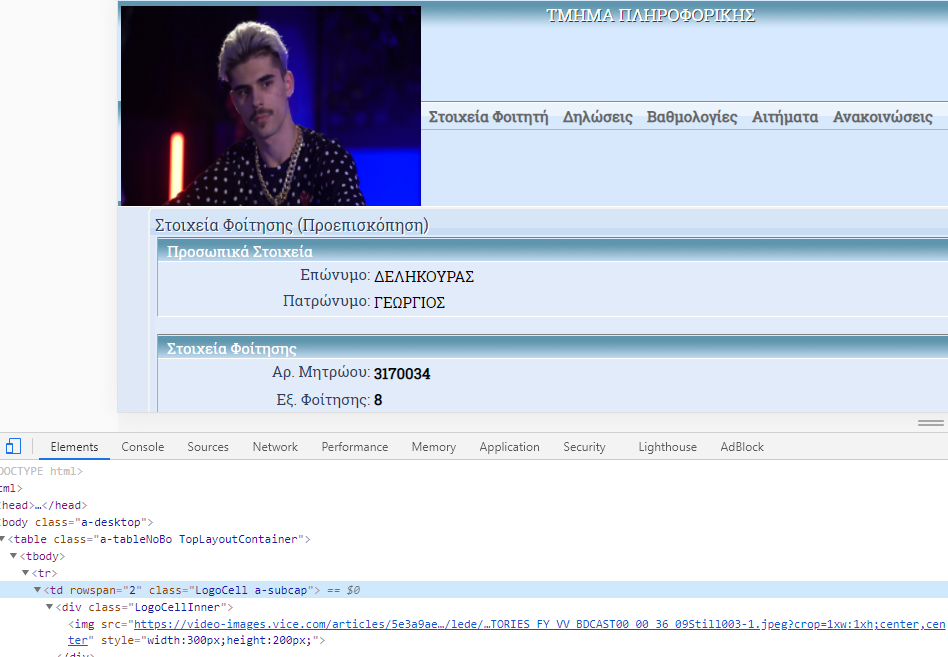 ΤΜΗΜΑ ΠΛΗΡΟΦΟΡΙΚΗΣ
Στοιχεία Φοιτητή Δηλώσεις Βαθμολογίες Αιτήματα Ανακοινώσεις
Στοιχεία Φοίτησης (Προεπισκόπηση)
Προσωπικά Στοιχεία
Επώνυμο: ΔΕΛΗΚΟΥΡΑΣ
Πατρώνυμο: ΓΕΩΡΓΙΟΣ
Στοιχεία Φοίτησης
Αρ. Μητρώου: 3170034
Εξ. Φοίτησης: 8
Elements Console Sources Network Performance Memory Application Security Lighthouse AdBlock
OCTYPE html>
tml>
head>…</head>
body class="a-desktop">
▼<table class="a-tableNoBo TopLayoutContainer">
▼<tbody>
▼<tr>
▼<td rowspan="2" class="LogoCell a-subcap"> == $0
▼<div class="LogoCellInner">
<img src="https://video-images.vice.com/articles/5e3a9ae…/lede/…TORIES_FY_VV_BDCAST00_00_36_09Still003-1.jpeg?crop=1xw:1xh;center,cen
ter" style="width:300px;height:200px;">
</div>